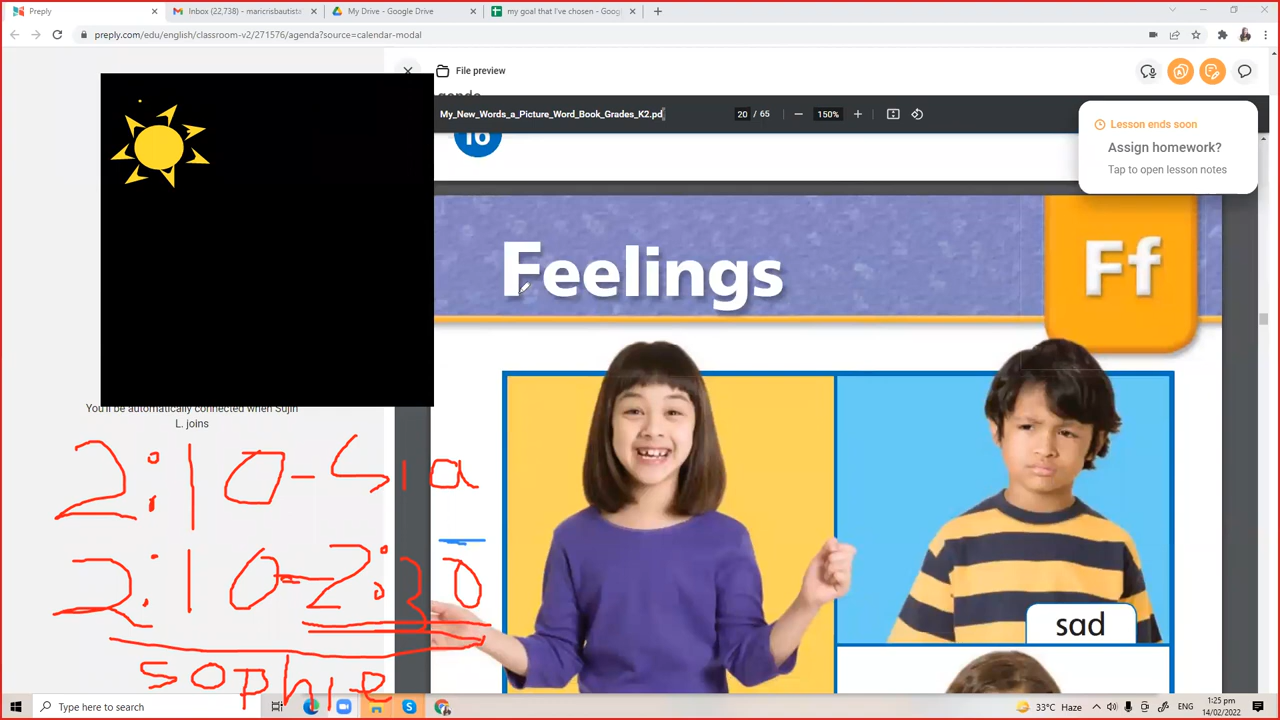 Preply
Inbox (22,738) - maricrisbautista
My Drive - Google Drive
my goal that I've chosen - Goog
preply.com/edu/english/classroom-v2/271576/agenda?source=calendar-modal
File preview
My_New_Words_a_Picture_Word_Book_Grades_K2.pd
20 / 65
150%
Lesson ends soon
Assign homework?
Tap to open lesson notes
16
Feelings
Ff
sad
You'll be automatically connected when Sujin
L. joins
2:10-Sia
2:10-2:30
sophie
Type here to search
33°C Haze
ENG
1:25 pm
14/02/2022